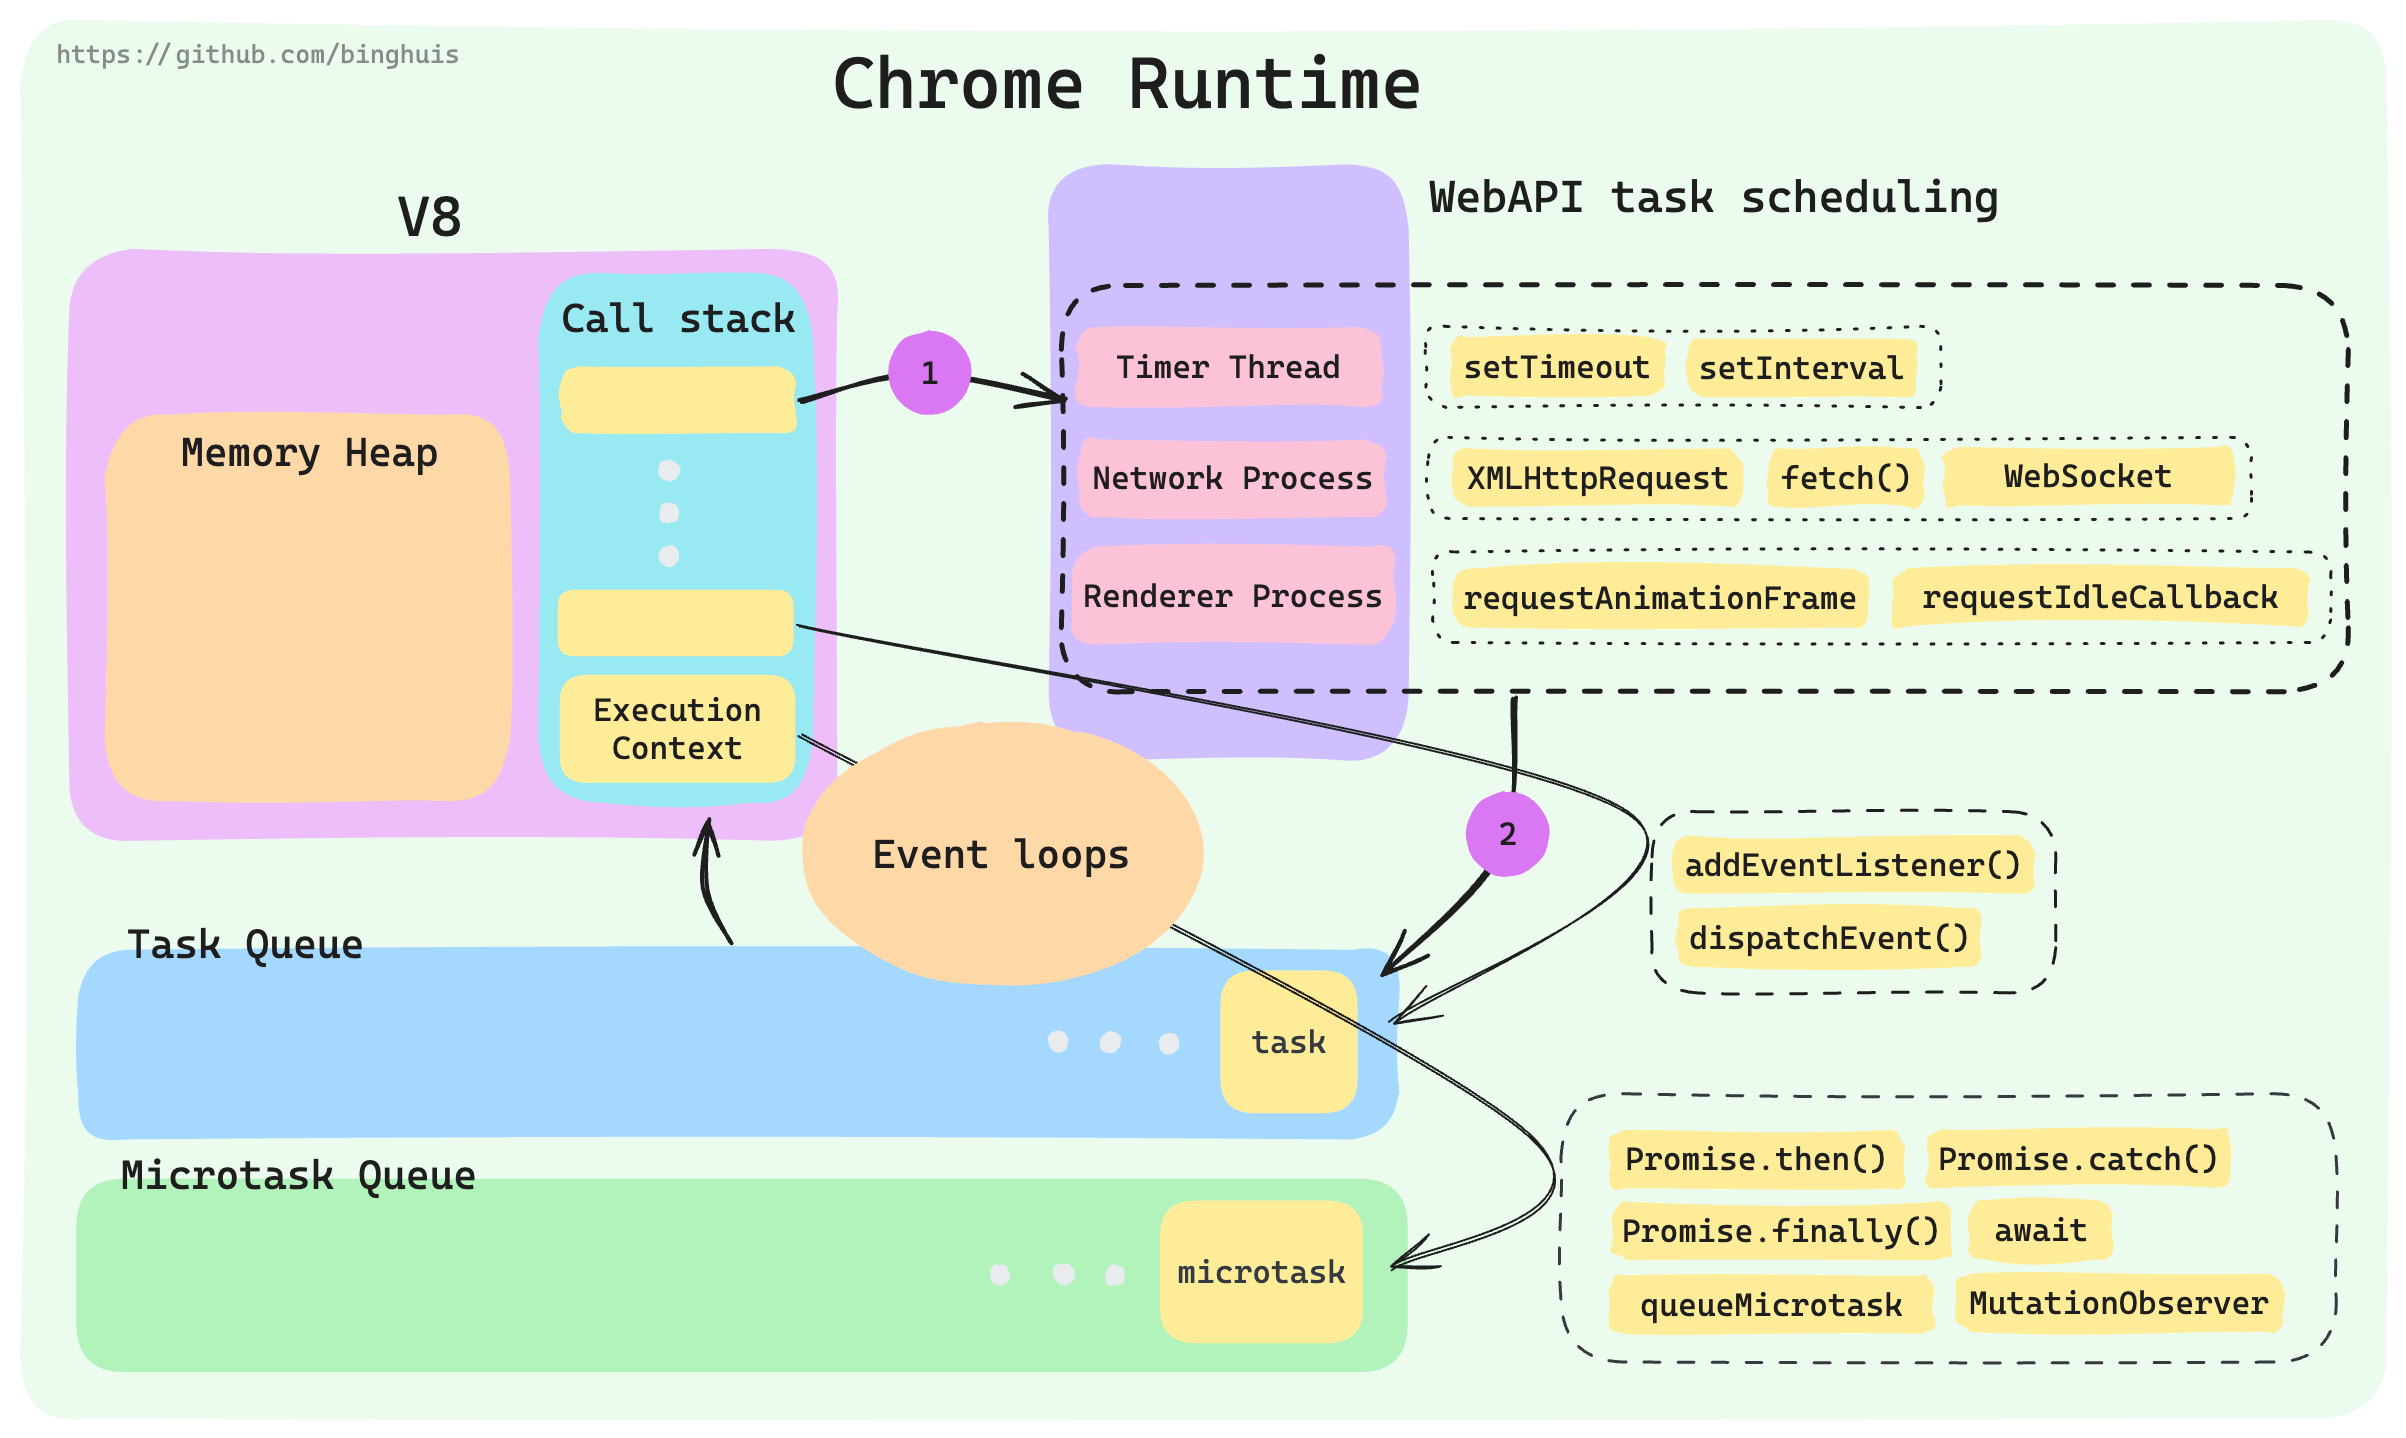 https://github.com/binghuis
Chrome Runtime
V8
WebAPI task scheduling
Call stack
1
Timer Thread
setTimeout
setInterval
Memory Heap
Network Process
XMLHttpRequest
fetch()
WebSocket
Renderer Process
requestAnimationFrame
requestIdleCallback
Execution
Context
Event loops
2
addEventListener()
dispatchEvent()
Task Queue
task
Microtask Queue
microtask
Promise.then()
Promise.catch()
Promise.finally()
await
queueMicrotask
MutationObserver